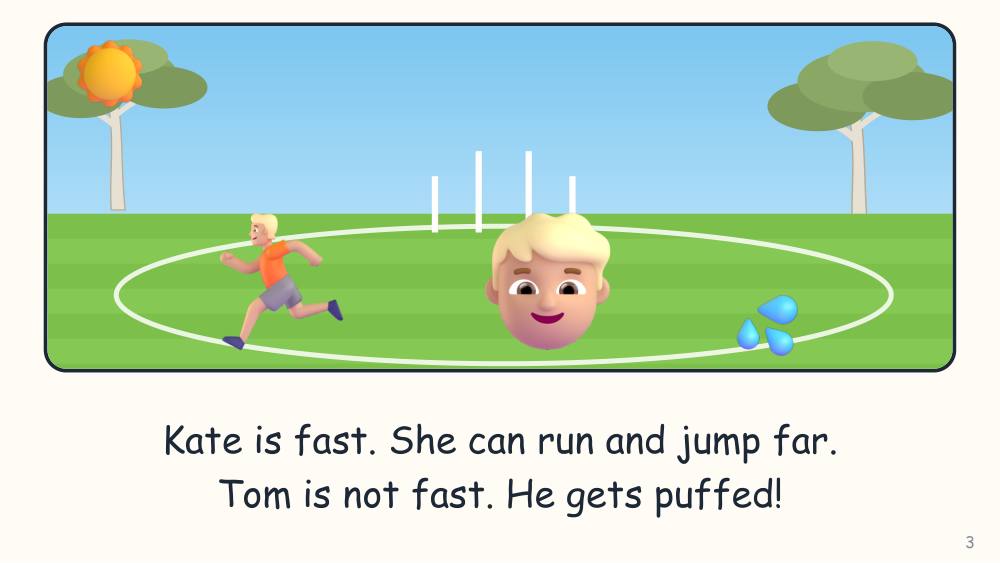 Kate is fast. She can run and jump far.
Tom is not fast. He gets puffed!
3